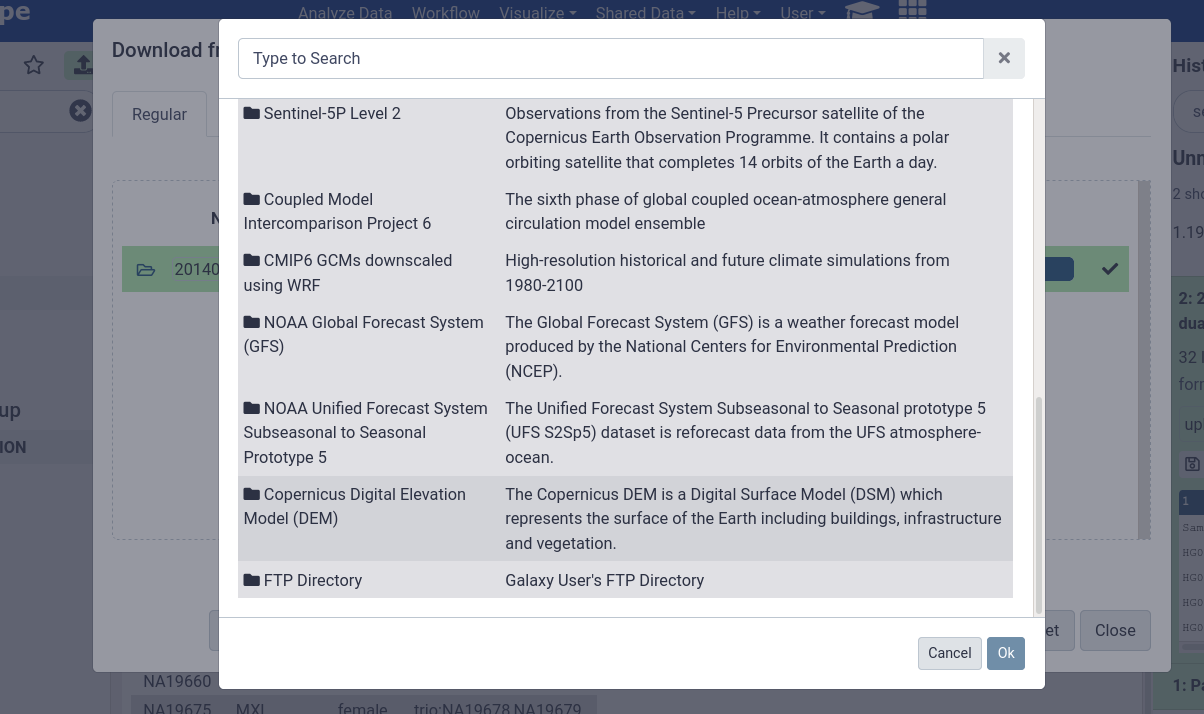 pe
Analyze Data Workflow Visualize Shared Data Help User
Download
Regular
Type to Search
Sentinel-5P Level 2
Observations from the Sentinel-5 Precursor satellite of the
Copernicus Earth Observation Programme. It contains a polar
orbiting satellite that completes 14 orbits of the Earth a day.
Coupled Model
Intercomparison Project 6
The sixth phase of global coupled ocean-atmosphere general
circulation model ensemble
CMIP6 GCMs downscaled
using WRF
High-resolution historical and future climate simulations from
1980-2100
NOAA Global Forecast System
(GFS)
The Global Forecast System (GFS) is a weather forecast model
produced by the National Centers for Environmental Prediction
(NCEP).
NOAA Unified Forecast System
Subseasonal to Seasonal
Prototype 5
The Unified Forecast System Subseasonal to Seasonal prototype 5
(UFS S2Sp5) dataset is reforecast data from the UFS atmosphere-
ocean.
Copernicus Digital Elevation
Model (DEM)
The Copernicus DEM is a Digital Surface Model (DSM) which
represents the surface of the Earth including buildings, infrastructure
and vegetation.
FTP Directory
Galaxy User's FTP Directory
Cancel Ok
N
20140
up
ION
et Close
Hist
se
Unn
2 sho
1.19
2: 2
dua
32 l
forn
up
1
Sam
HG0
HG0
HG0
HG0
1: Pa
NA19660
NA19675 MXL female trio:NA19678,NA19679